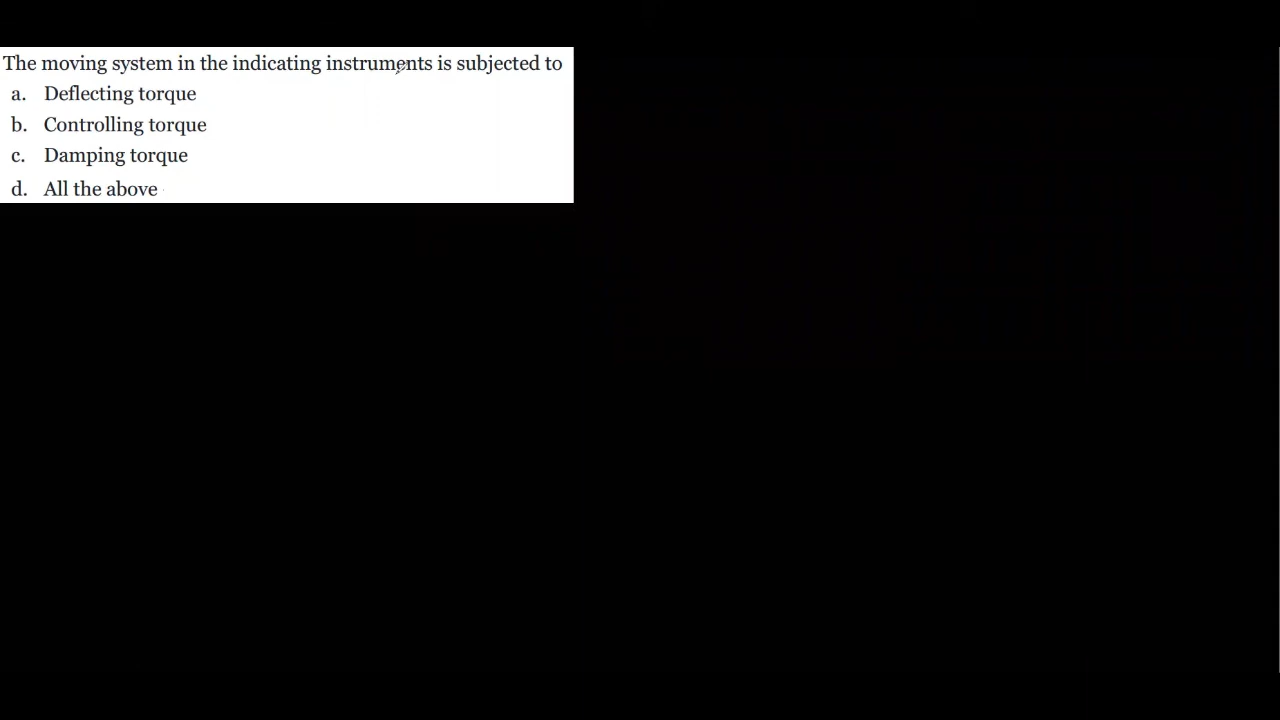 The moving system in the indicating instruments is subjected to
a. Deflecting torque
b. Controlling torque
c. Damping torque
d. All the above